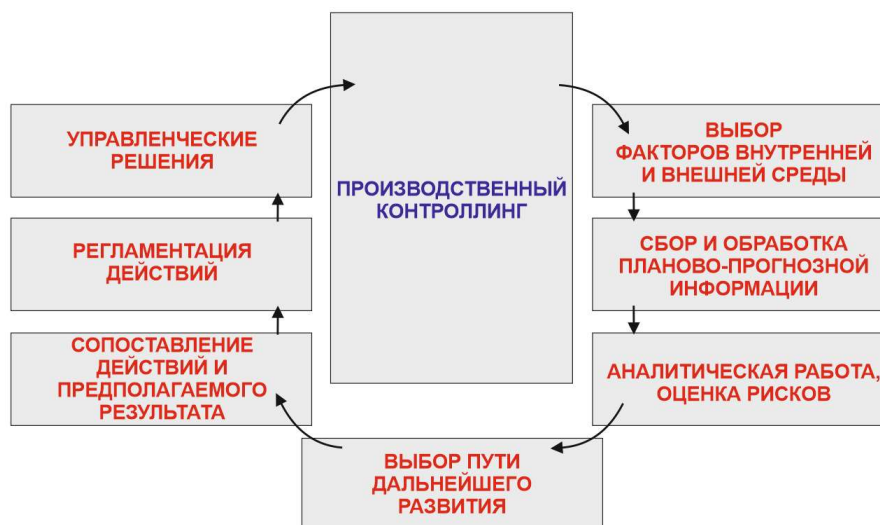 ПРОИЗВОДСТВЕННЫЙ
КОНТРОЛЛИНГ
ВЫБОР
ФАКТОРОВ ВНУТРЕННЕЙ
И ВНЕШНЕЙ СРЕДЫ
СБОР И ОБРАБОТКА
ПЛАНОВО-ПРОГНОЗНОЙ
ИНФОРМАЦИИ
АНАЛИТИЧЕСКАЯ РАБОТА,
ОЦЕНКА РИСКОВ
ВЫБОР ПУТИ
ДАЛЬНЕЙШЕГО
РАЗВИТИЯ
СОПОСТАВЛЕНИЕ
ДЕЙСТВИЙ И
ПРЕДПОЛАГАЕМОГО
РЕЗУЛЬТАТА
РЕГЛАМЕНТАЦИЯ
ДЕЙСТВИЙ
УПРАВЛЕНЧЕСКИЕ
РЕШЕНИЯ